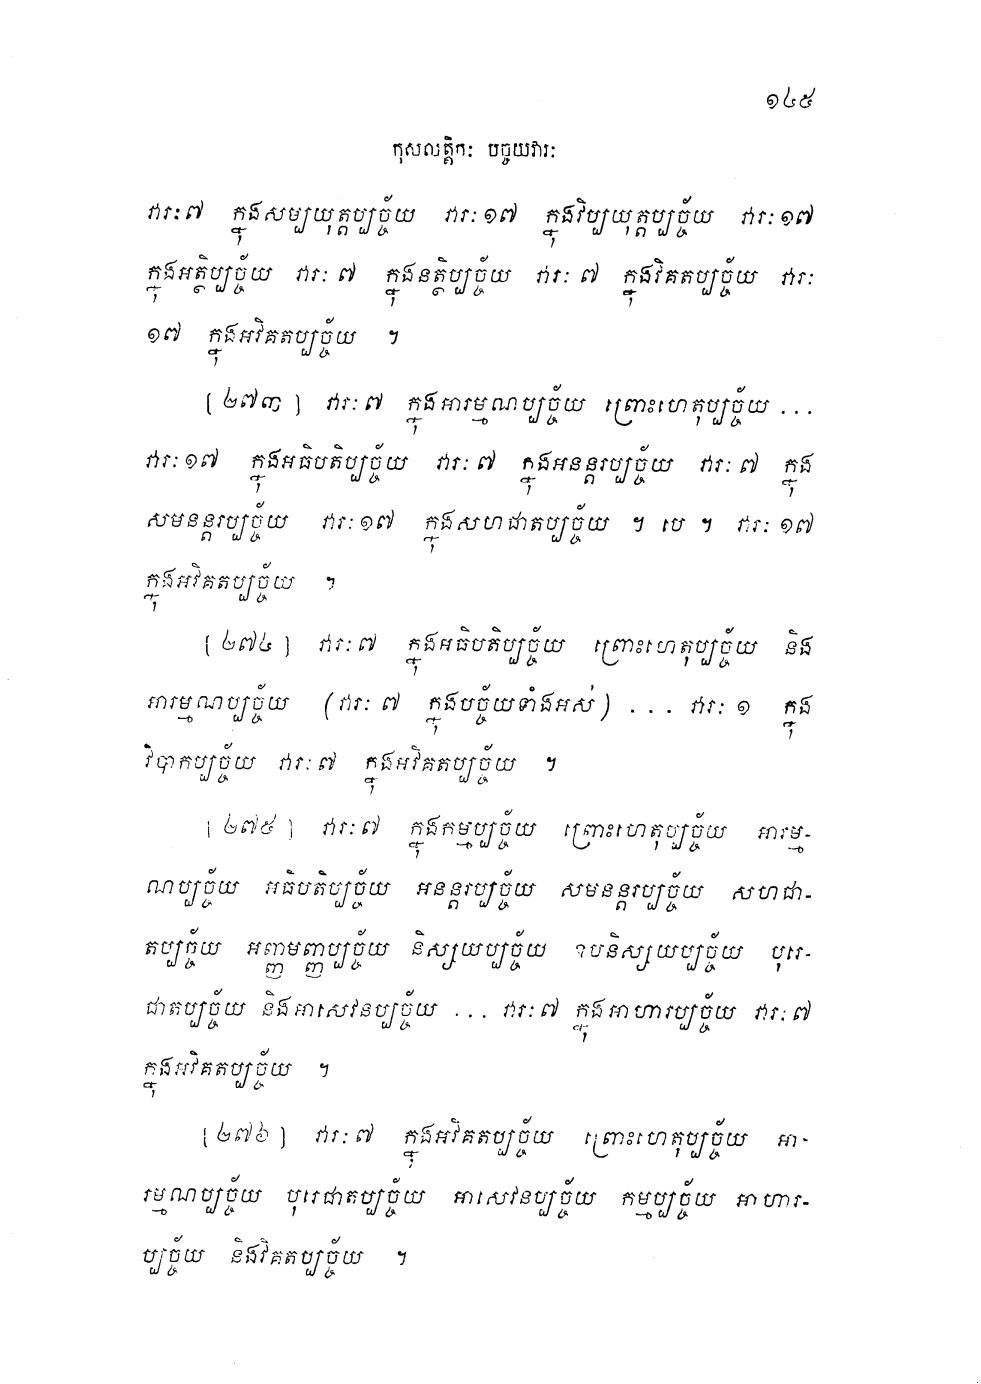 ១៤៥
កុសលត្តិកៈ បច្ចយវារៈ
វារៈ៧ ក្នុងសម្បយុត្តប្បច្ច័យ វារៈ១៧ ក្នុងវិប្បយុត្តប្បច្ច័យ វារៈ១៧
ក្នុងអត្ថិប្បច្ច័យ វារៈ៧ ក្នុងនត្ថិប្បច្ច័យ វារៈ៧ ក្នុងវិគតប្បច្ច័យ វារៈ
១៧ ក្នុងអវិគតប្បច្ច័យ ។
[២៧៣] វារៈ៧ ក្នុងអារម្មណប្បច្ច័យ ព្រោះហេតុប្បច្ច័យ ...
វារៈ១៧ ក្នុងអធិបតិប្បច្ច័យ វារៈ៧ ក្នុងអនន្តរប្បច្ច័យ វារៈ៧ ក្នុង
សមនន្តរប្បច្ច័យ វារៈ១៧ ក្នុងសហជាតប្បច្ច័យ ។ បេ ។ វារៈ១៧
ក្នុងអវិគតប្បច្ច័យ ។
[២៧៤] វារៈ៧ ក្នុងអធិបតិប្បច្ច័យ ព្រោះហេតុប្បច្ច័យ និង
អារម្មណប្បច្ច័យ (វារៈ៧ ក្នុងបច្ច័យទាំងអស់) ... វារៈ១ ក្នុង
វិបាកប្បច្ច័យ វារៈ៧ ក្នុងអវិគតប្បច្ច័យ ។
[២៧៥] វារៈ៧ ក្នុងកម្មប្បច្ច័យ ព្រោះហេតុប្បច្ច័យ អារម្ម-
ណប្បច្ច័យ អធិបតិប្បច្ច័យ អនន្តរប្បច្ច័យ សមនន្តរប្បច្ច័យ សហជា-
តប្បច្ច័យ អញ្ញាមញ្ញប្បច្ច័យ និស្សយប្បច្ច័យ ឧបនិស្សយប្បច្ច័យ បុរេ-
ជាតប្បច្ច័យ និងអាសេវនប្បច្ច័យ ... វារៈ៧ ក្នុងអាហារប្បច្ច័យ វារៈ៧
ក្នុងអវិគតប្បច្ច័យ ។
[២៧៦] វារៈ៧ ក្នុងអវិគតប្បច្ច័យ ព្រោះហេតុប្បច្ច័យ អា-
រម្មណប្បច្ច័យ បុរេជាតប្បច្ច័យ អាសេវនប្បច្ច័យ កម្មប្បច្ច័យ អាហារ-
ប្បច្ច័យ និងវិគតប្បច្ច័យ ។